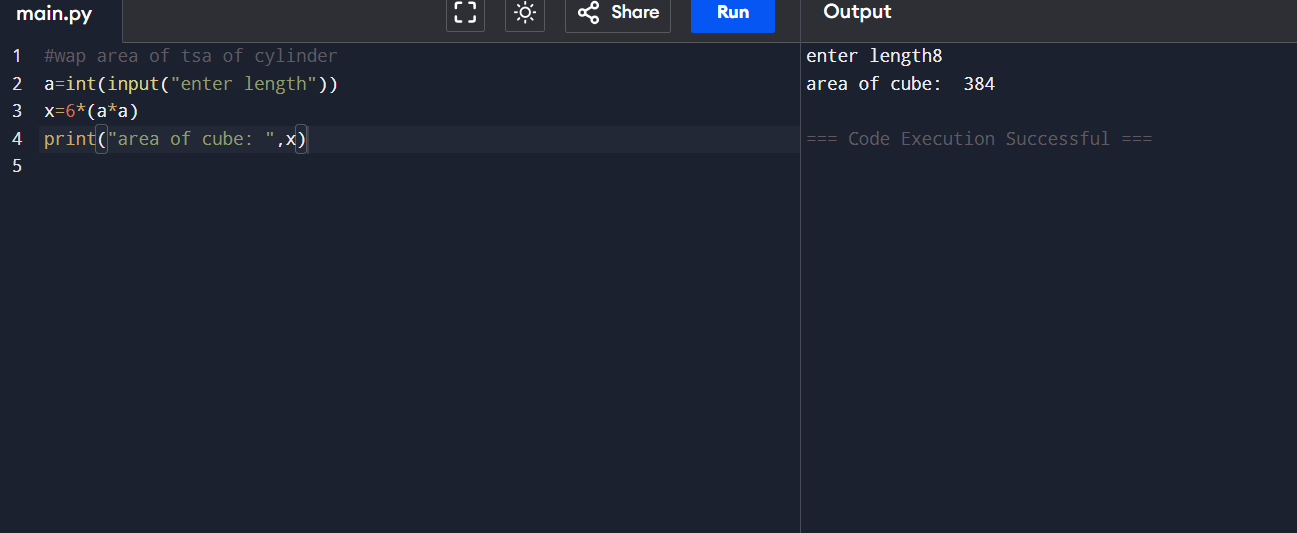 main.py
Share
Run
Output
1 #wap area of tsa of cylinder
2 a=int(input("enter length"))
3 x=6*(a*a)
4 print("area of cube: ",x)
5
enter length8
area of cube:  384
=== Code Execution Successful ===